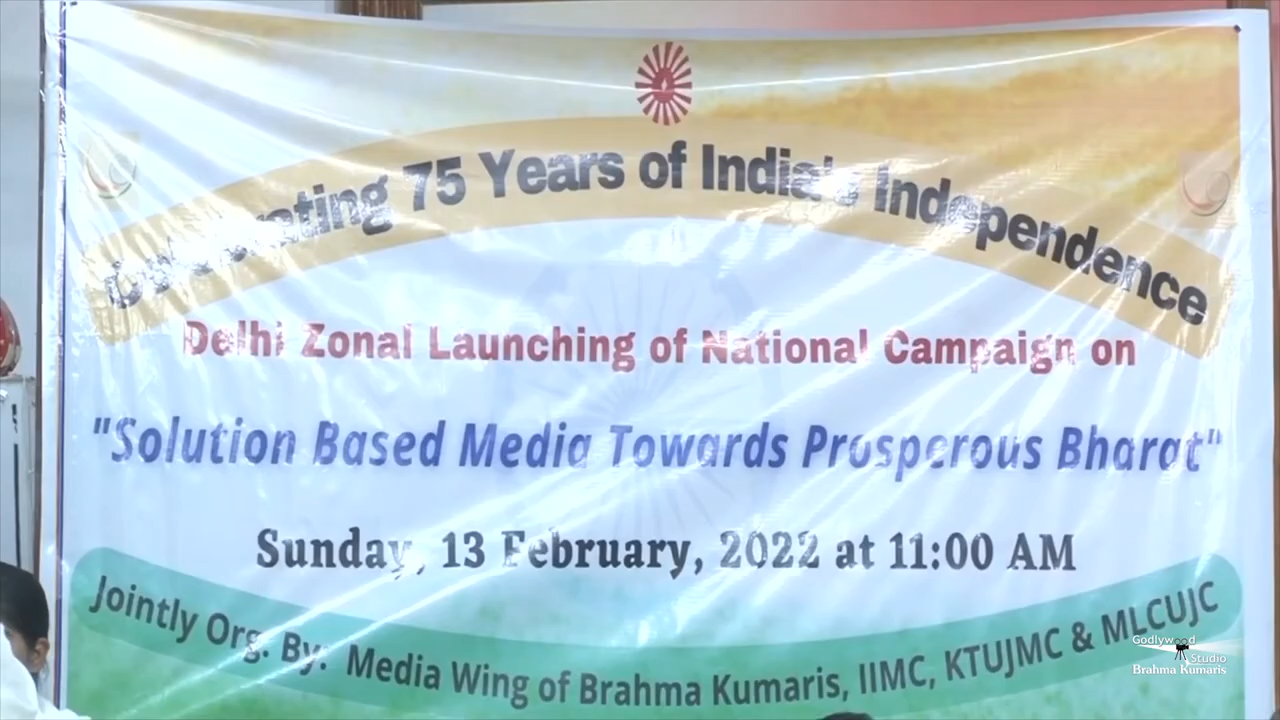 Celebrating 75 Years of India's Independence
Delhi Zonal Launching of National Campaign on
"Solution Based Media Towards Prosperous Bharat"
Sunday, 13 February, 2022 at 11:00 AM
Jointly Org. By: Media Wing of Brahma Kumaris, IIMC, KTUJMC & MLCUJC
Godlywood
Studio
Brahma Kumaris